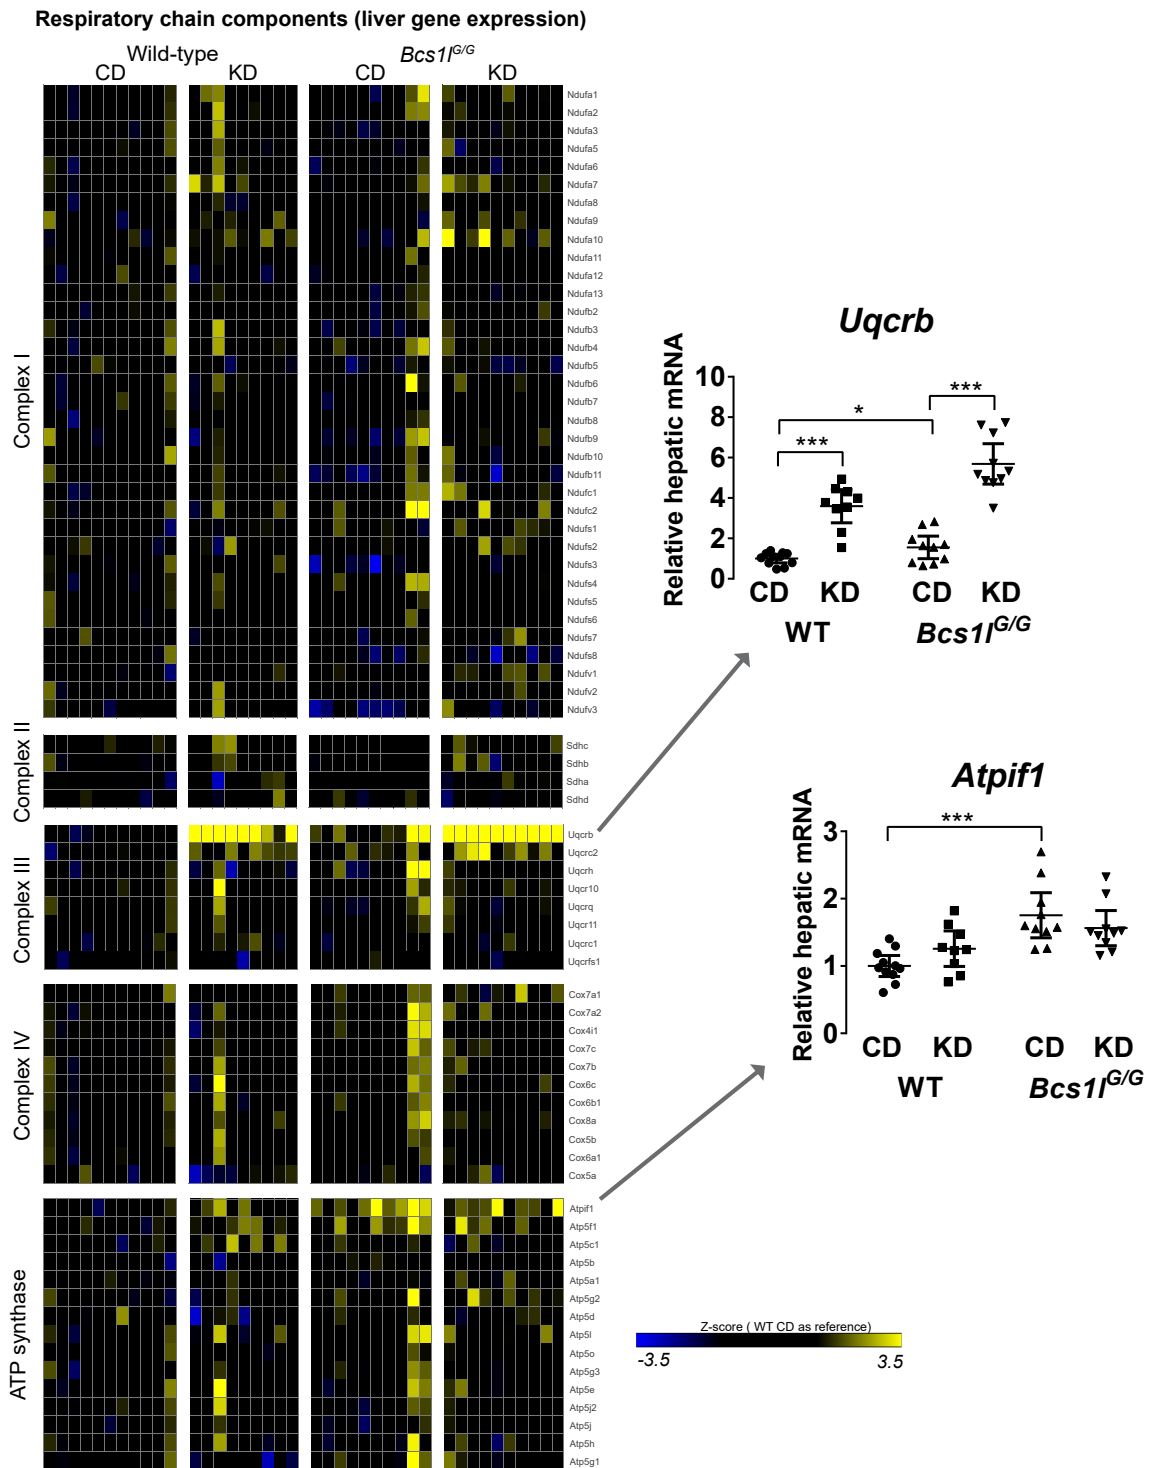 Respiratory chain components (liver gene expression)
Wild-type
Bcs1l^G/G
CD
KD
CD
KD
Complex I
Ndufa1
Ndufa2
Ndufa3
Ndufa5
Ndufa6
Ndufa7
Ndufa8
Ndufa9
Ndufa10
Ndufa11
Ndufa12
Ndufa13
Ndufb2
Ndufb3
Ndufb4
Ndufb5
Ndufb6
Ndufb7
Ndufb8
Ndufb9
Ndufb10
Ndufb11
Ndufc1
Ndufc2
Ndufs1
Ndufs2
Ndufs3
Ndufs4
Ndufs5
Ndufs6
Ndufs7
Ndufs8
Ndufv1
Ndufv2
Ndufv3
Complex II
Sdhc
Sdhb
Sdha
Sdhd
Complex III
Uqcrb
Uqcrc2
Uqcrh
Uqcr10
Uqcrq
Uqcr11
Uqcrc1
Uqcrfs1
Complex IV
Cox7a1
Cox7a2
Cox4i1
Cox7c
Cox7b
Cox6c
Cox6b1
Cox8a
Cox5b
Cox6a1
Cox5a
ATP synthase
Atpif1
Atp5f1
Atp5c1
Atp5b
Atp5a1
Atp5g2
Atp5d
Atp5l
Atp5o
Atp5g3
Atp5e
Atp5j2
Atp5j
Atp5h
Atp5g1
Uqcrb
Relative hepatic mRNA
10
8
6
4
2
0
***
*
***
CD KD CD KD
WT Bcs1l^G/G
Atpif1
Relative hepatic mRNA
3
2
1
0
***
CD KD CD KD
WT Bcs1l^G/G
Z-score ( WT CD as reference)
-3.5 3.5